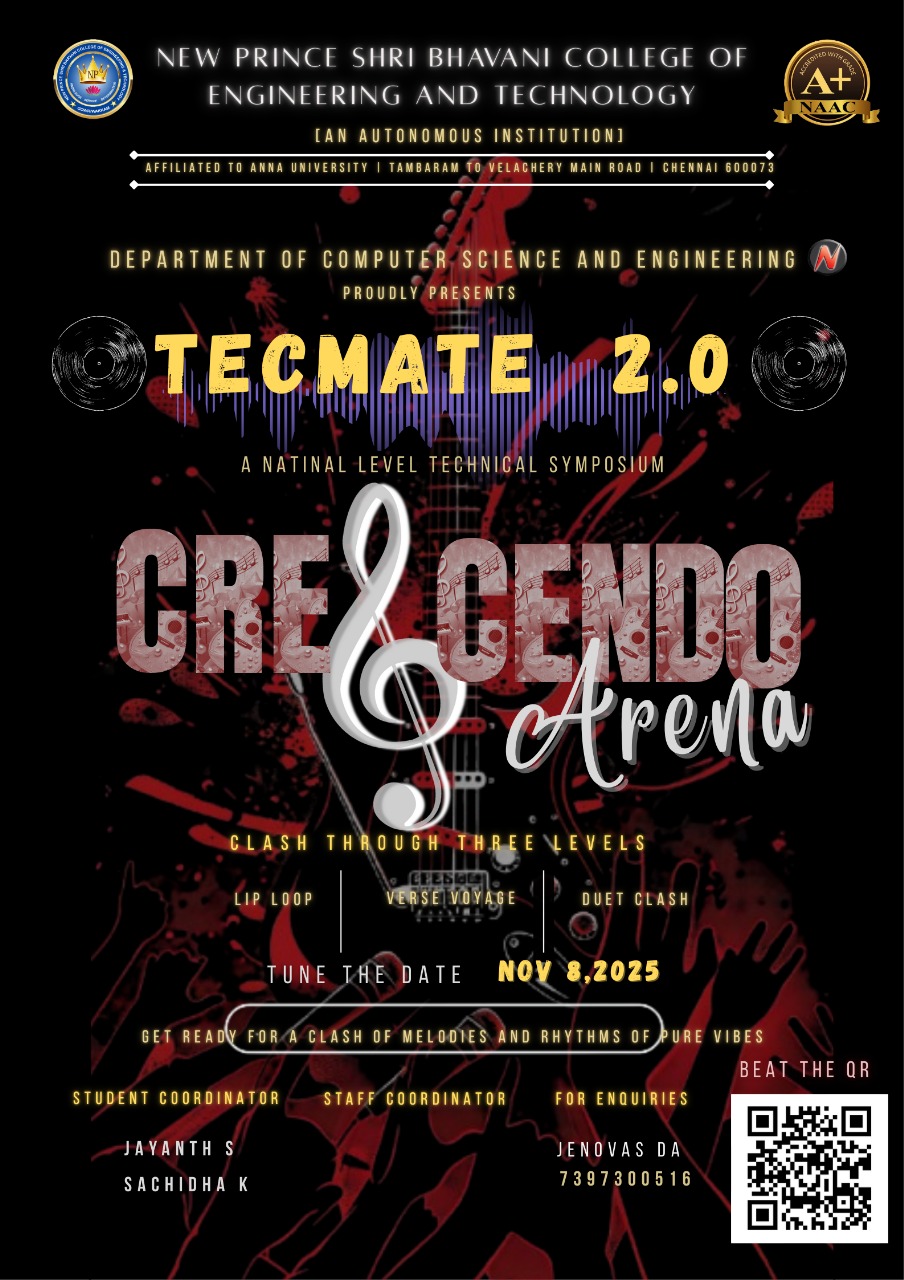 NEW PRINCE SHRI BHAVANI COLLEGE OF
ENGINEERING AND TECHNOLOGY
[AN AUTONOMOUS INSTITUTION]
AFFILIATED TO ANNA UNIVERSITY | TAMBARAM TO VELACHERY MAIN ROAD | CHENNAI 600073
NP
ACCREDITED WITH GRADE
A+
NAAC
DEPARTMENT OF COMPUTER SCIENCE AND ENGINEERING N
PROUDLY PRESENTS
TECMATE 2.0
A NATINAL LEVEL TECHNICAL SYMPOSIUM
CRESCENDO
Arena
CLASH THROUGH THREE LEVELS
LIP LOOP
VERSE VOYAGE
DUET CLASH
TUNE THE DATE NOV 8,2025
GET READY FOR A CLASH OF MELODIES AND RHYTHMS OF PURE VIBES
BEAT THE QR
STUDENT COORDINATOR
JAYANTH S
SACHIDHA K
STAFF COORDINATOR
FOR ENQUIRIES
JENOVAS DA
7397300516